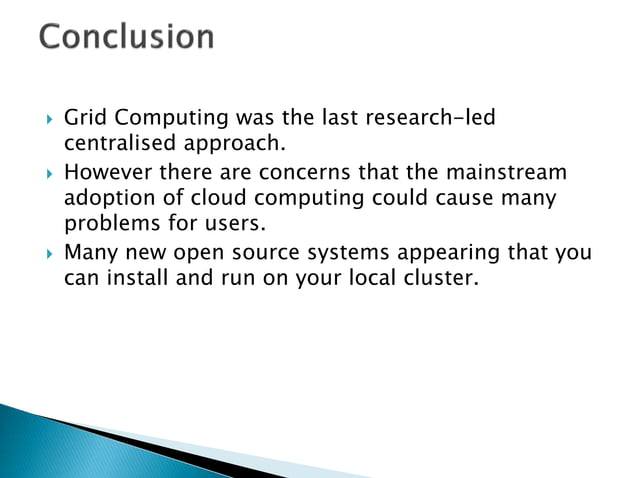 Conclusion
Grid Computing was the last research-led
centralised approach.
However there are concerns that the mainstream
adoption of cloud computing could cause many
problems for users.
Many new open source systems appearing that you
can install and run on your local cluster.